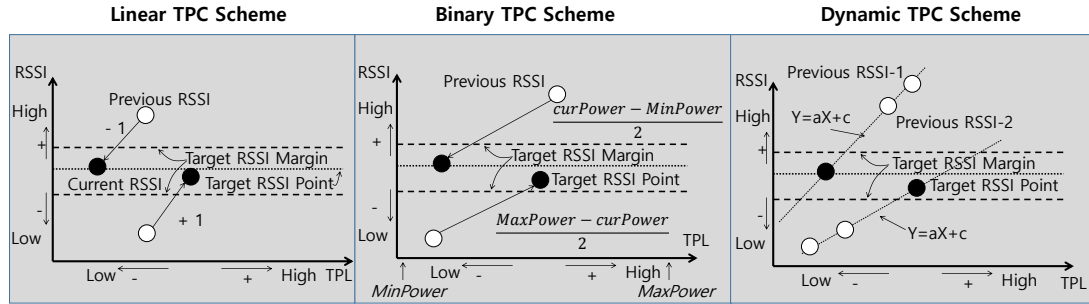 Linear TPC Scheme
Binary TPC Scheme
Dynamic TPC Scheme
RSSI
High
+
-
Low
Previous RSSI
- 1
Target RSSI Margin
Current RSSI
Target RSSI Point
+ 1
Low
-
+
High
TPL
RSSI
High
+
-
Low
Previous RSSI
curPower − MinPower
2
Target RSSI Margin
Target RSSI Point
MaxPower − curPower
2
TPC
Low
-
+
High
MinPower
MaxPower
RSSI
High
+
-
Low
Previous RSSI-1
Y=aX+c
Previous RSSI-2
Target RSSI Margin
Target RSSI Point
Y=aX+c
Low
-
+
High
TPL